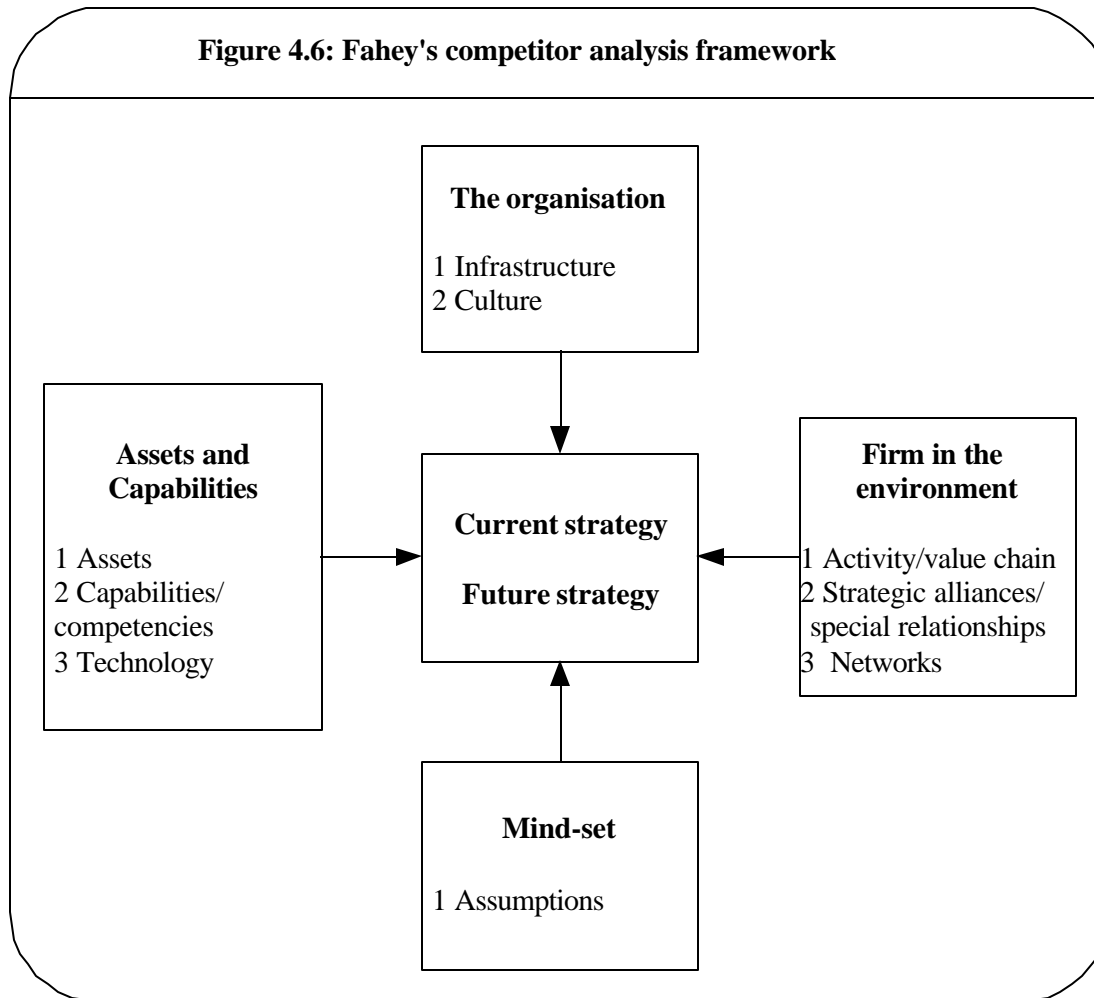 Figure 4.6: Fahey's competitor analysis framework
The organisation
1 Infrastructure
2 Culture
Assets and
Capabilities
1 Assets
2 Capabilities/
competencies
3 Technology
Current strategy
Future strategy
Firm in the
environment
1 Activity/value chain
2 Strategic alliances/
special relationships
3 Networks
Mind-set
1 Assumptions